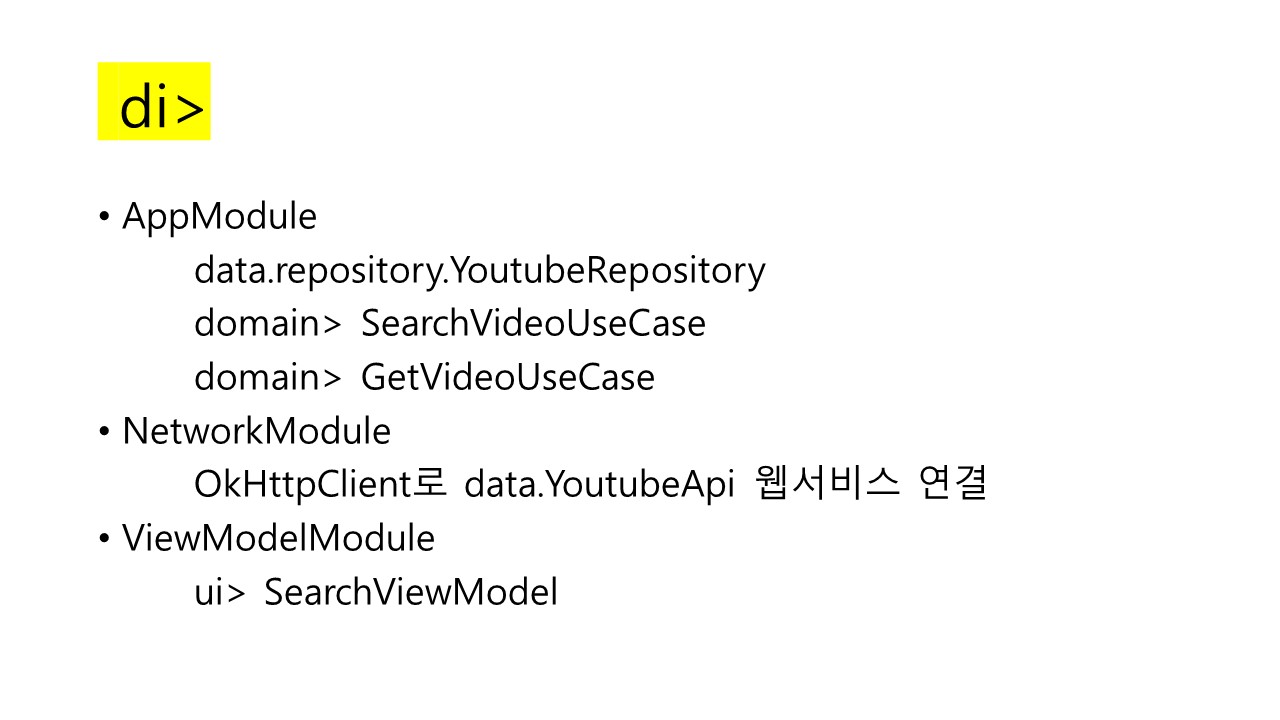 di>
• AppModule
data.repository.YoutubeRepository
domain> SearchVideoUseCase
domain> GetVideoUseCase
• NetworkModule
OkHttpClient로 data.YoutubeApi 웹서비스 연결
• ViewModelModule
ui> SearchViewModel